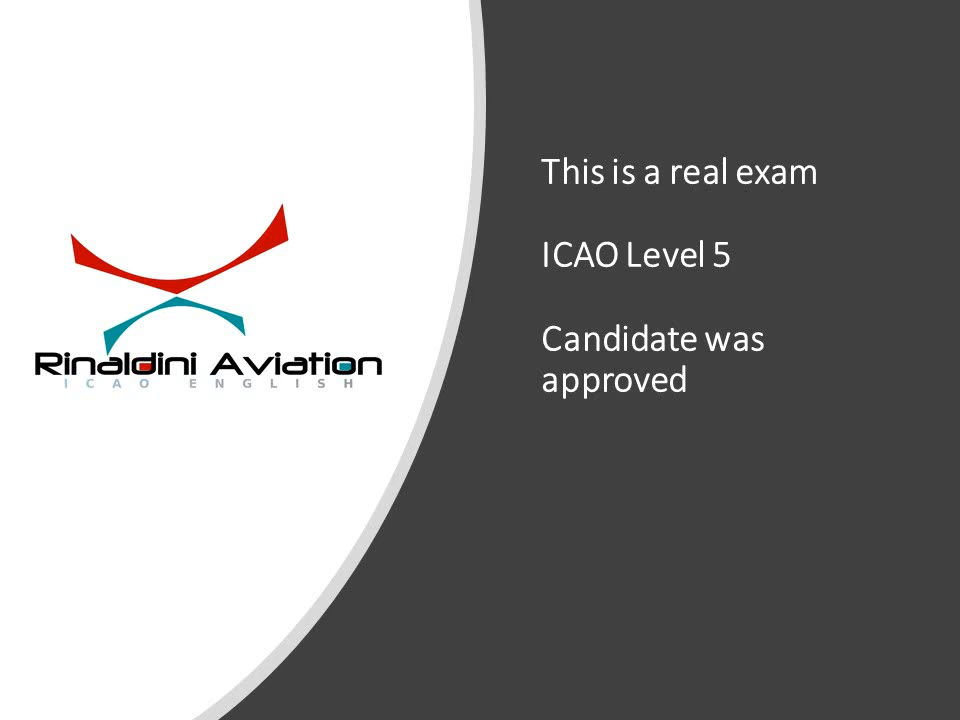 Rinaldini Aviation
ICAO ENGLISH
This is a real exam
ICAO Level 5
Candidate was
approved